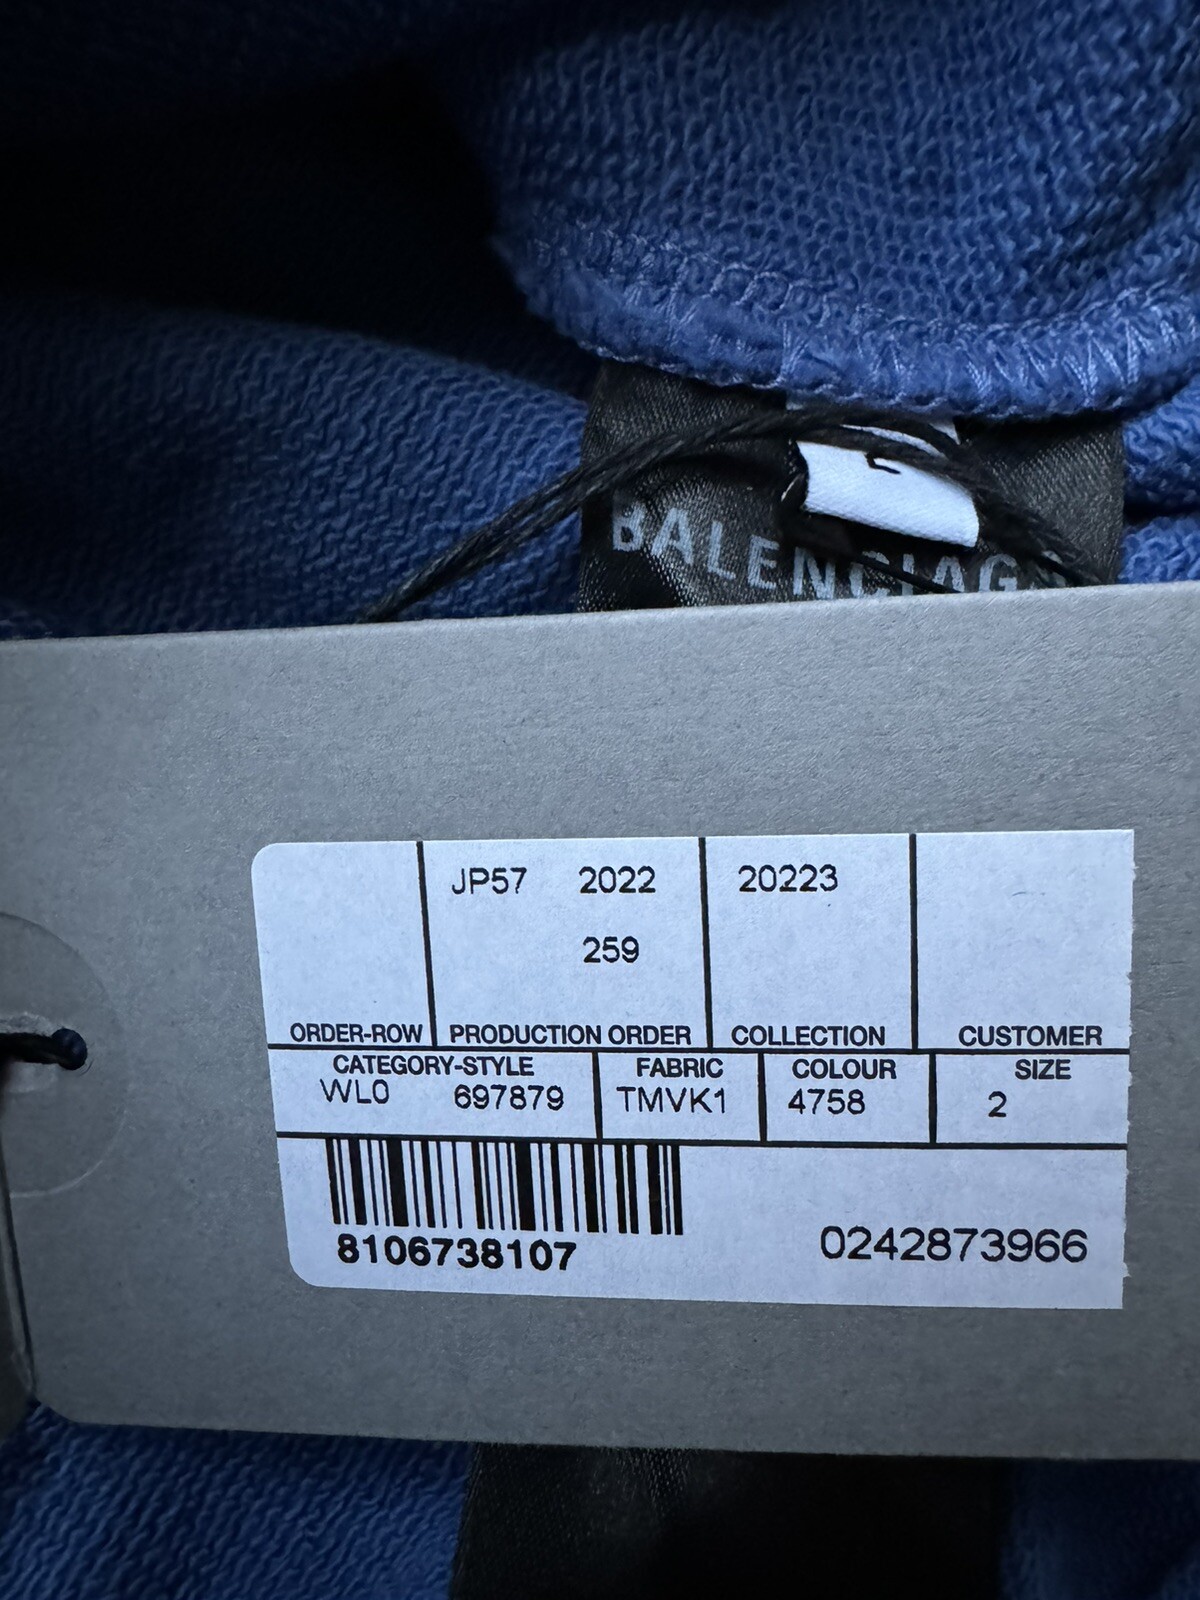 BALENCIAGA
JP57 2022 20223
259
ORDER-ROW PRODUCTION ORDER COLLECTION CUSTOMER
CATEGORY-STYLE FABRIC COLOUR SIZE
WL0 697879 TMVK1 4758 2
8106738107 0242873966